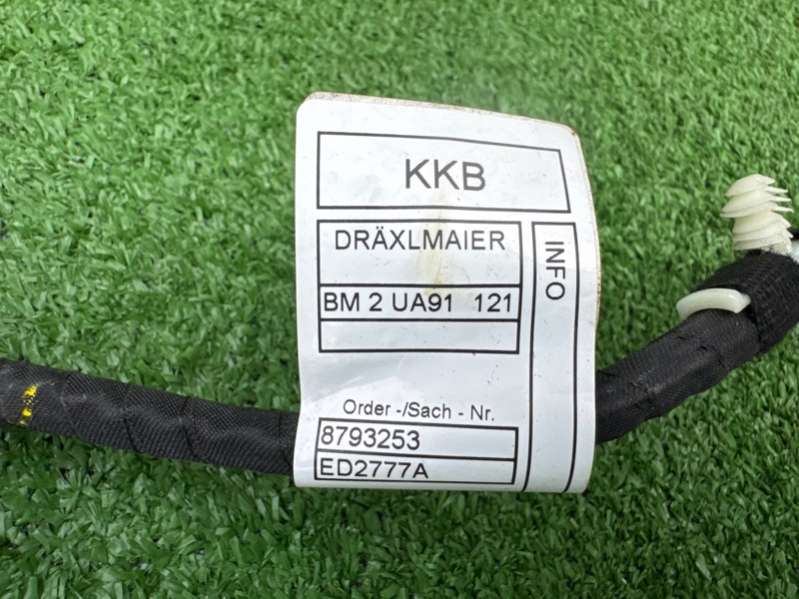 KKB
DRÄXLMAIER
BM 2 UA91 121
INFO
Order -/Sach - Nr.
8793253
ED2777A